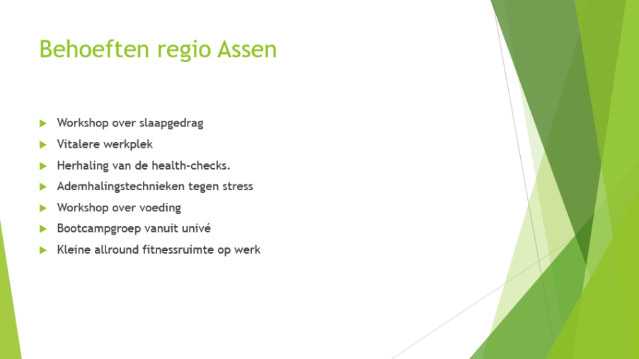 Behoeften regio Assen
Workshop over slaapgedrag
Vitalere werkplek
Herhaling van de health-checks.
Ademhalingstechnieken tegen stress
Workshop over voeding
Bootcampgroep vanuit univé
Kleine allround fitnessruimte op werk